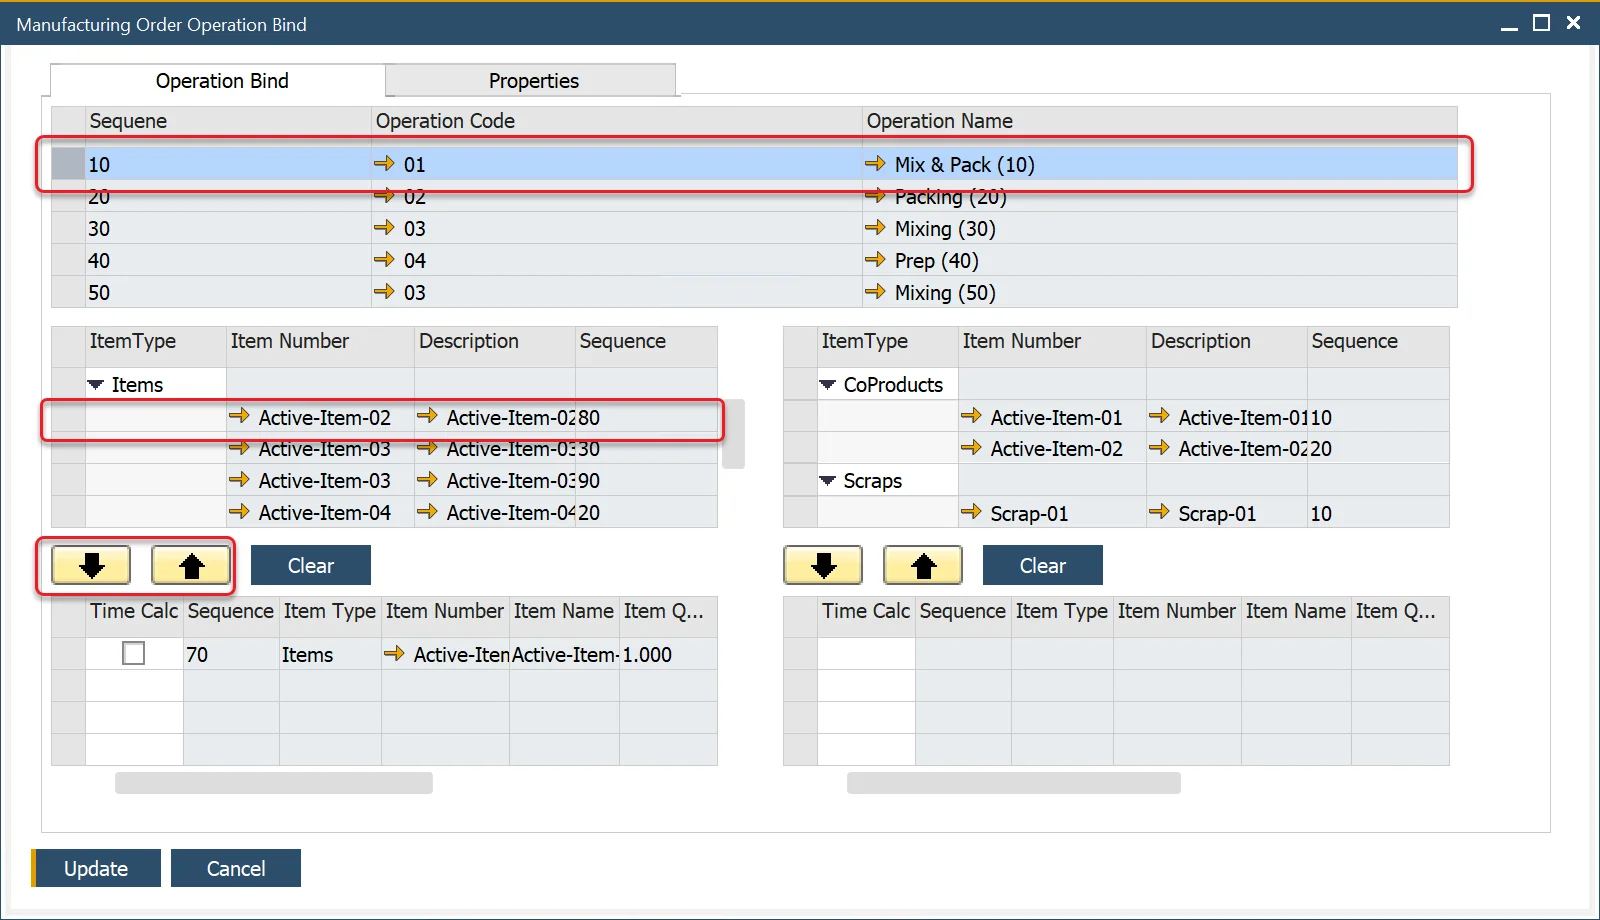 Manufacturing Order Operation Bind
Operation Bind Properties
Sequene Operation Code Operation Name
10 01 Mix & Pack (10)
20 02 Packing (20)
30 03 Mixing (30)
40 04 Prep (40)
50 03 Mixing (50)
ItemType Item Number Description Sequence
Items
Active-Item-02 Active-Item-02 80
Active-Item-03 Active-Item-03 30
Active-Item-03 Active-Item-03 90
Active-Item-04 Active-Item-04 20
ItemType Item Number Description Sequence
CoProducts
Active-Item-01 Active-Item-01 10
Active-Item-02 Active-Item-02 20
Scraps
Scrap-01 Scrap-01 10
Clear
Clear
Time Calc Sequence Item Type Item Number Item Name Item Q...
70 Items Active-Iten Active-Item- 1.000
Time Calc Sequence Item Type Item Number Item Name Item Q...
Update Cancel